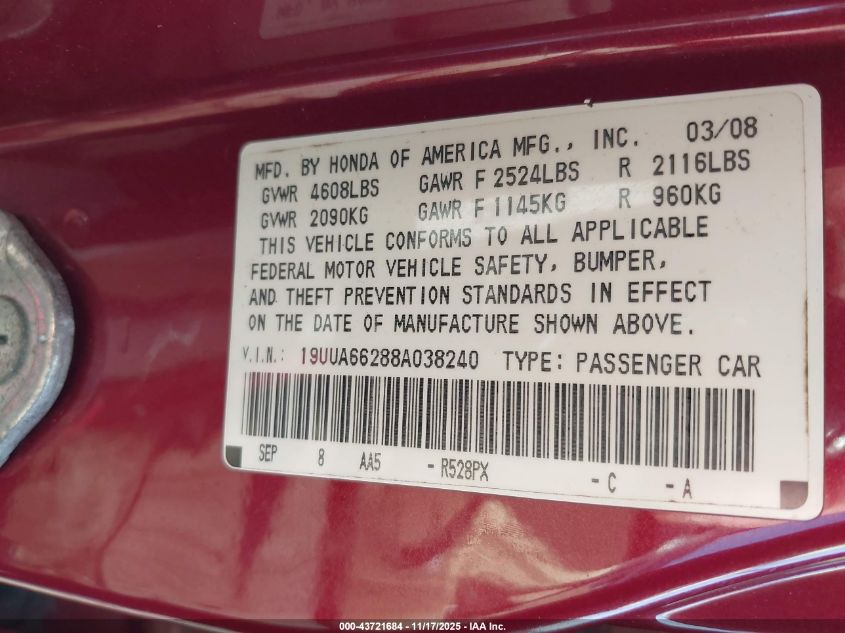 MFD. BY HONDA OF AMERICA MFG., INC. 03/08
GVWR 4608LBS GAWR F 2524LBS R 2116LBS
GVWR 2090KG GAWR F 1145KG R 960KG
THIS VEHICLE CONFORMS TO ALL APPLICABLE
FEDERAL MOTOR VEHICLE SAFETY, BUMPER,
AND THEFT PREVENTION STANDARDS IN EFFECT
ON THE DATE OF MANUFACTURE SHOWN ABOVE.
V.I.N.: 19UUA66288A038240 TYPE: PASSENGER CAR
SEP 8 AA5 - R528PX - C - A
000-43721684 - 11/17/2025 - IAA Inc.